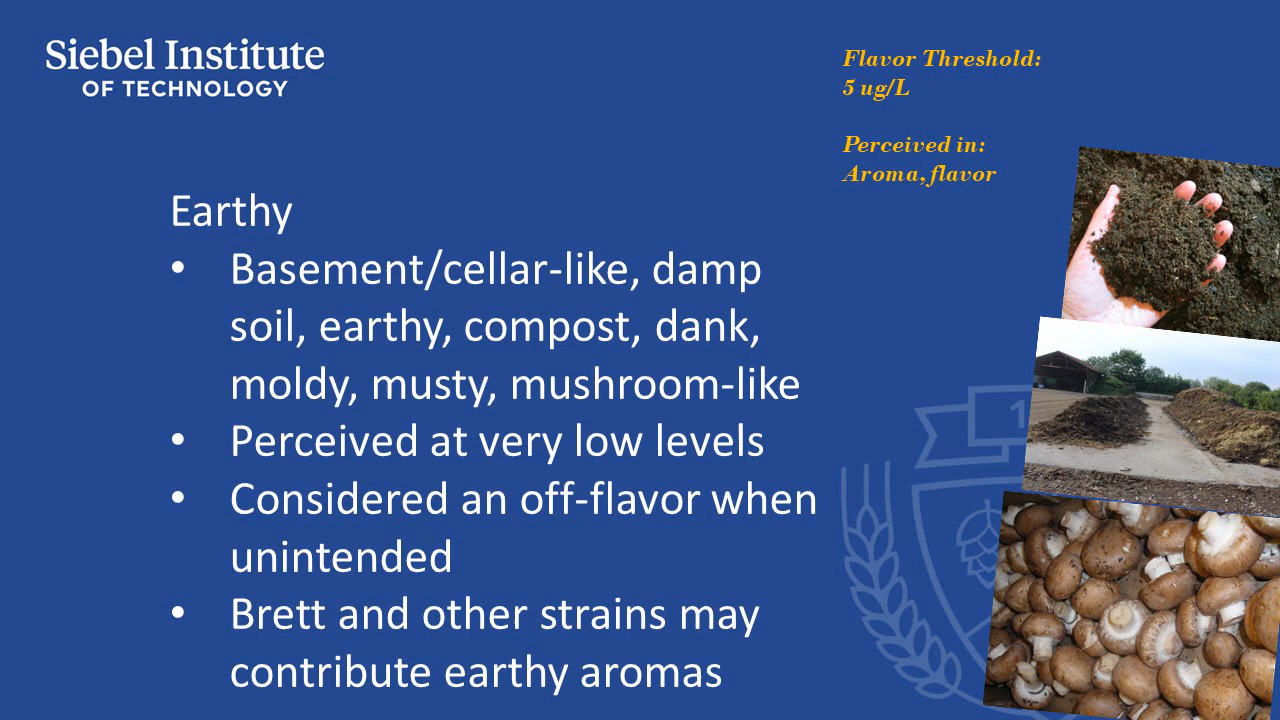 Siebel Institute
OF TECHNOLOGY
Flavor Threshold:
5 ug/L
Perceived in:
Aroma, flavor
Earthy
• Basement/cellar-like, damp
soil, earthy, compost, dank,
moldy, musty, mushroom-like
• Perceived at very low levels
• Considered an off-flavor when
unintended
• Brett and other strains may
contribute earthy aromas
1